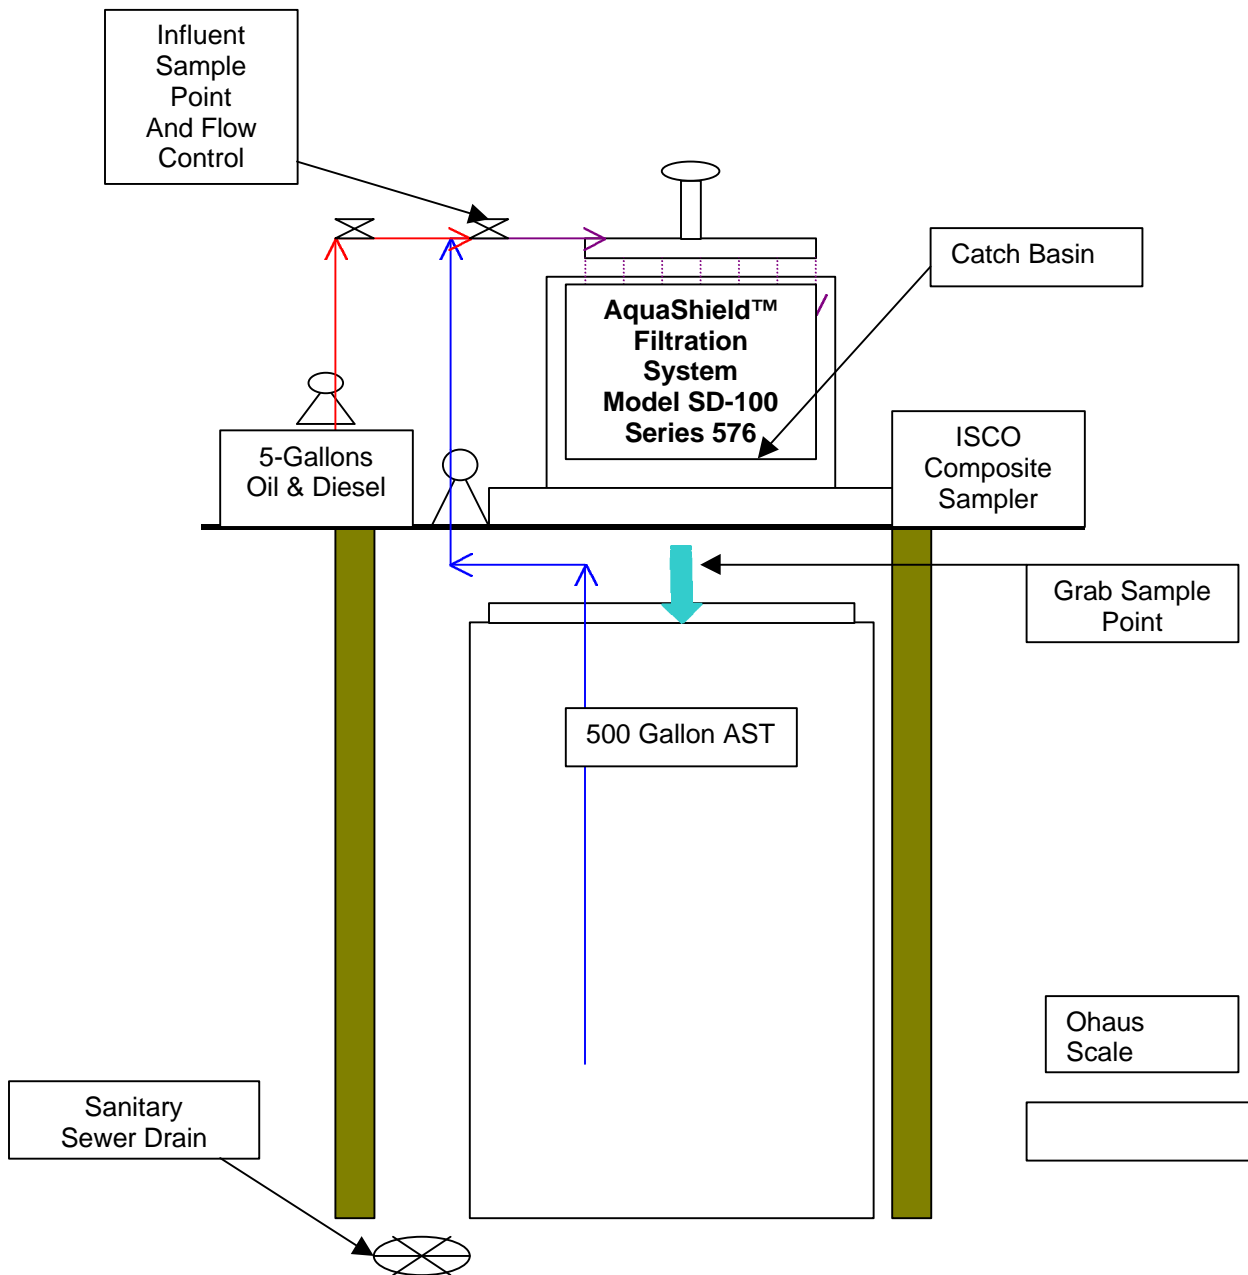 Influent
Sample
Point
And Flow
Control
Catch Basin
AquaShield™
Filtration
System
Model SD-100
Series 576
5-Gallons
Oil & Diesel
ISCO
Composite
Sampler
Grab Sample
Point
500 Gallon AST
Ohaus
Scale
Sanitary
Sewer Drain